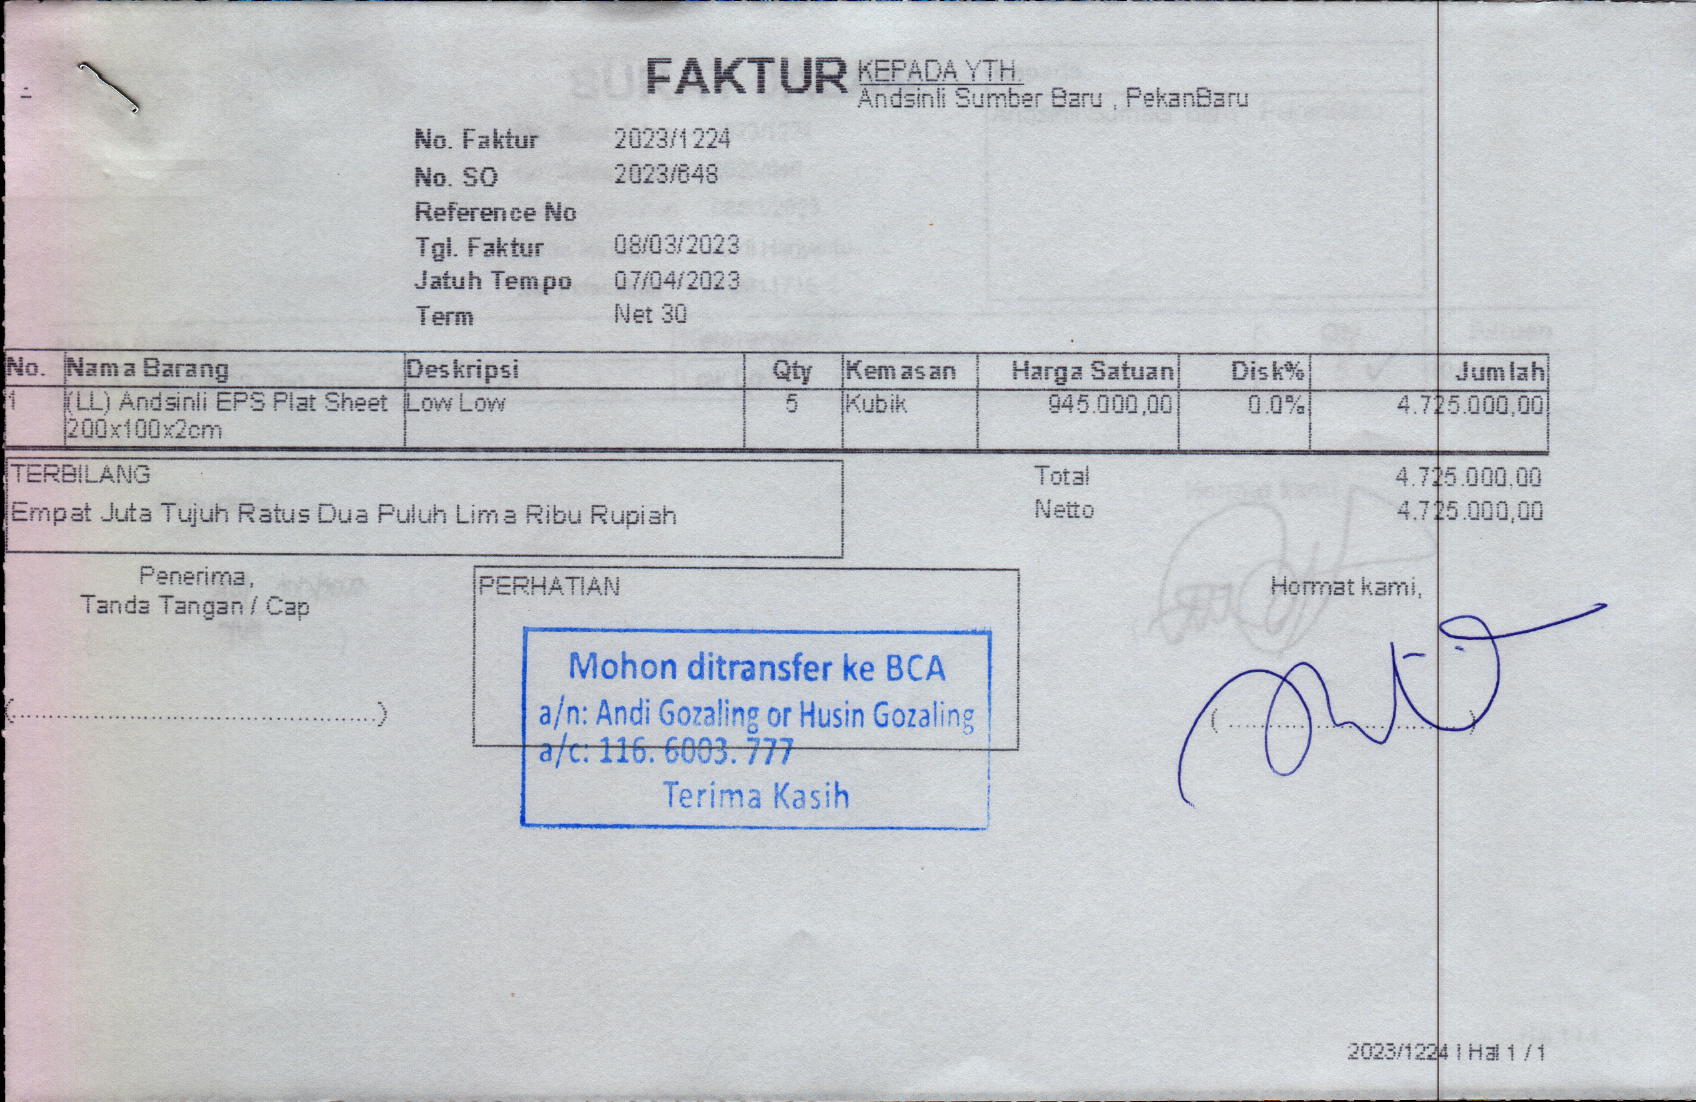 FAKTUR
KEPADA YTH.
Andsinli Sumber Baru , PekanBaru
No. Faktur 2023/1224
No. SO 2023/648
Reference No
Tgl. Faktur 08/03/2023
Jatuh Tempo 07/04/2023
Term Net 30
No. Nama Barang Deskripsi Qty Kemasan Harga Satuan Disk% Jumlah
1 (LL) Andsinli EPS Plat Sheet Low Low 5 Kubik 945.000,00 0.0% 4.725.000,00
200x100x2cm
TERBILANG
Empat Juta Tujuh Ratus Dua Puluh Lima Ribu Rupiah
Total 4.725.000,00
Netto 4.725.000,00
Penerima,
Tanda Tangan / Cap
(................................................)
PERHATIAN
Mohon ditransfer ke BCA
a/n: Andi Gozaling or Husin Gozaling
a/c: 116. 6003. 777
Terima Kasih
Hormat kami,
2023/1224 | Hal 1 / 1